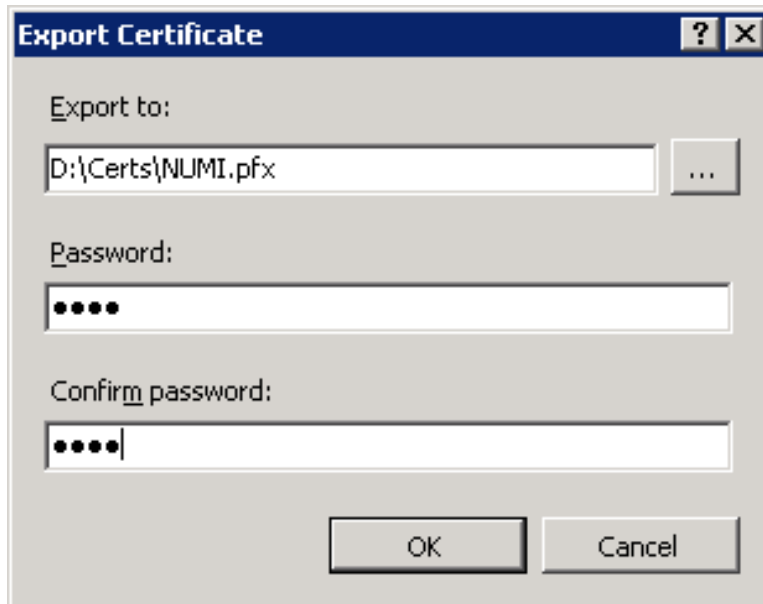 Export Certificate
Export to:
D:\Certs\NUMI.pfx
...
Password:
●●●●
Confirm password:
●●●●
OK Cancel